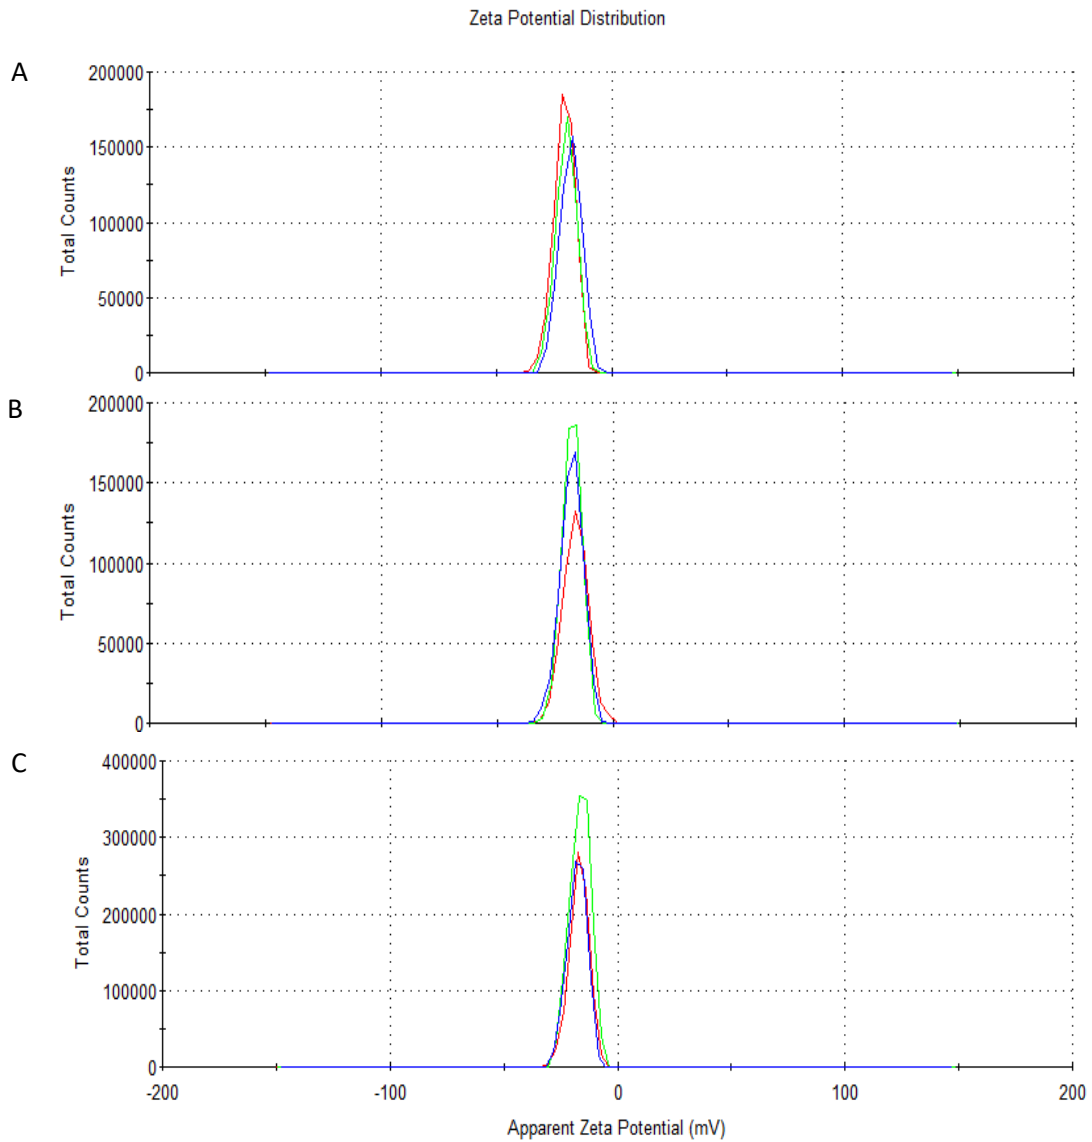 Zeta Potential Distribution
A
200000
150000
100000
50000
0
Total Counts
B
200000
150000
100000
50000
0
Total Counts
C
400000
300000
200000
100000
0
Total Counts
-200 -100 0 100 200
Apparent Zeta Potential (mV)